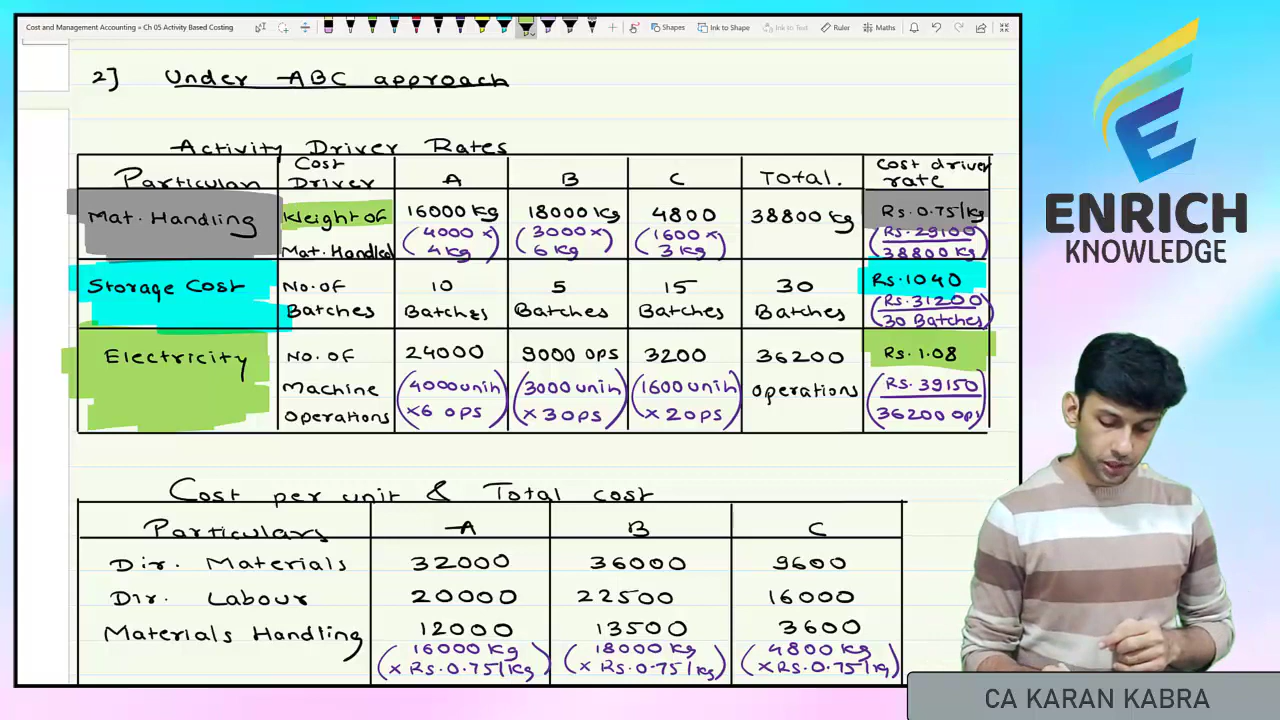 Cost and Management Accounting » Ch 05 Activity Based Costing
Shapes
Ink to Shape
Ink to Text
Ruler
Maths
2] Under ABC approach
Activity Driver Rates
Particulars Cost Driver A B C Total. Cost driver rate
Mat. Handling Weight of Mat. Handled 16000 Kg (4000 x 4 Kg) 18000 Kg (3000 x 6 Kg) 4800 (1600 x 3 Kg) 38800 kg Rs. 0.75/kg (Rs. 29100 / 38800 kg)
Storage Cost No. of Batches 10 Batches 5 Batches 15 Batches 30 Batches Rs. 1040 (Rs. 31200 / 30 Batches)
Electricity No. of Machine operations 24000 (4000 units x 6 ops) 9000 ops (3000 units x 3 ops) 3200 (1600 units x 2 ops) 36200 operations Rs. 1.08 (Rs. 39150 / 36200 ops)
Cost per unit & Total cost
Particulars A B C
Dir. Materials 32000 36000 9600
Dir. Labour 20000 22500 16000
Materials Handling 12000 13500 3600
(16000 kg x Rs. 0.75/kg) (18000 kg x Rs. 0.75/kg) (4800 kg x Rs. 0.75/kg)
E
ENRICH
KNOWLEDGE
CA KARAN KABRA